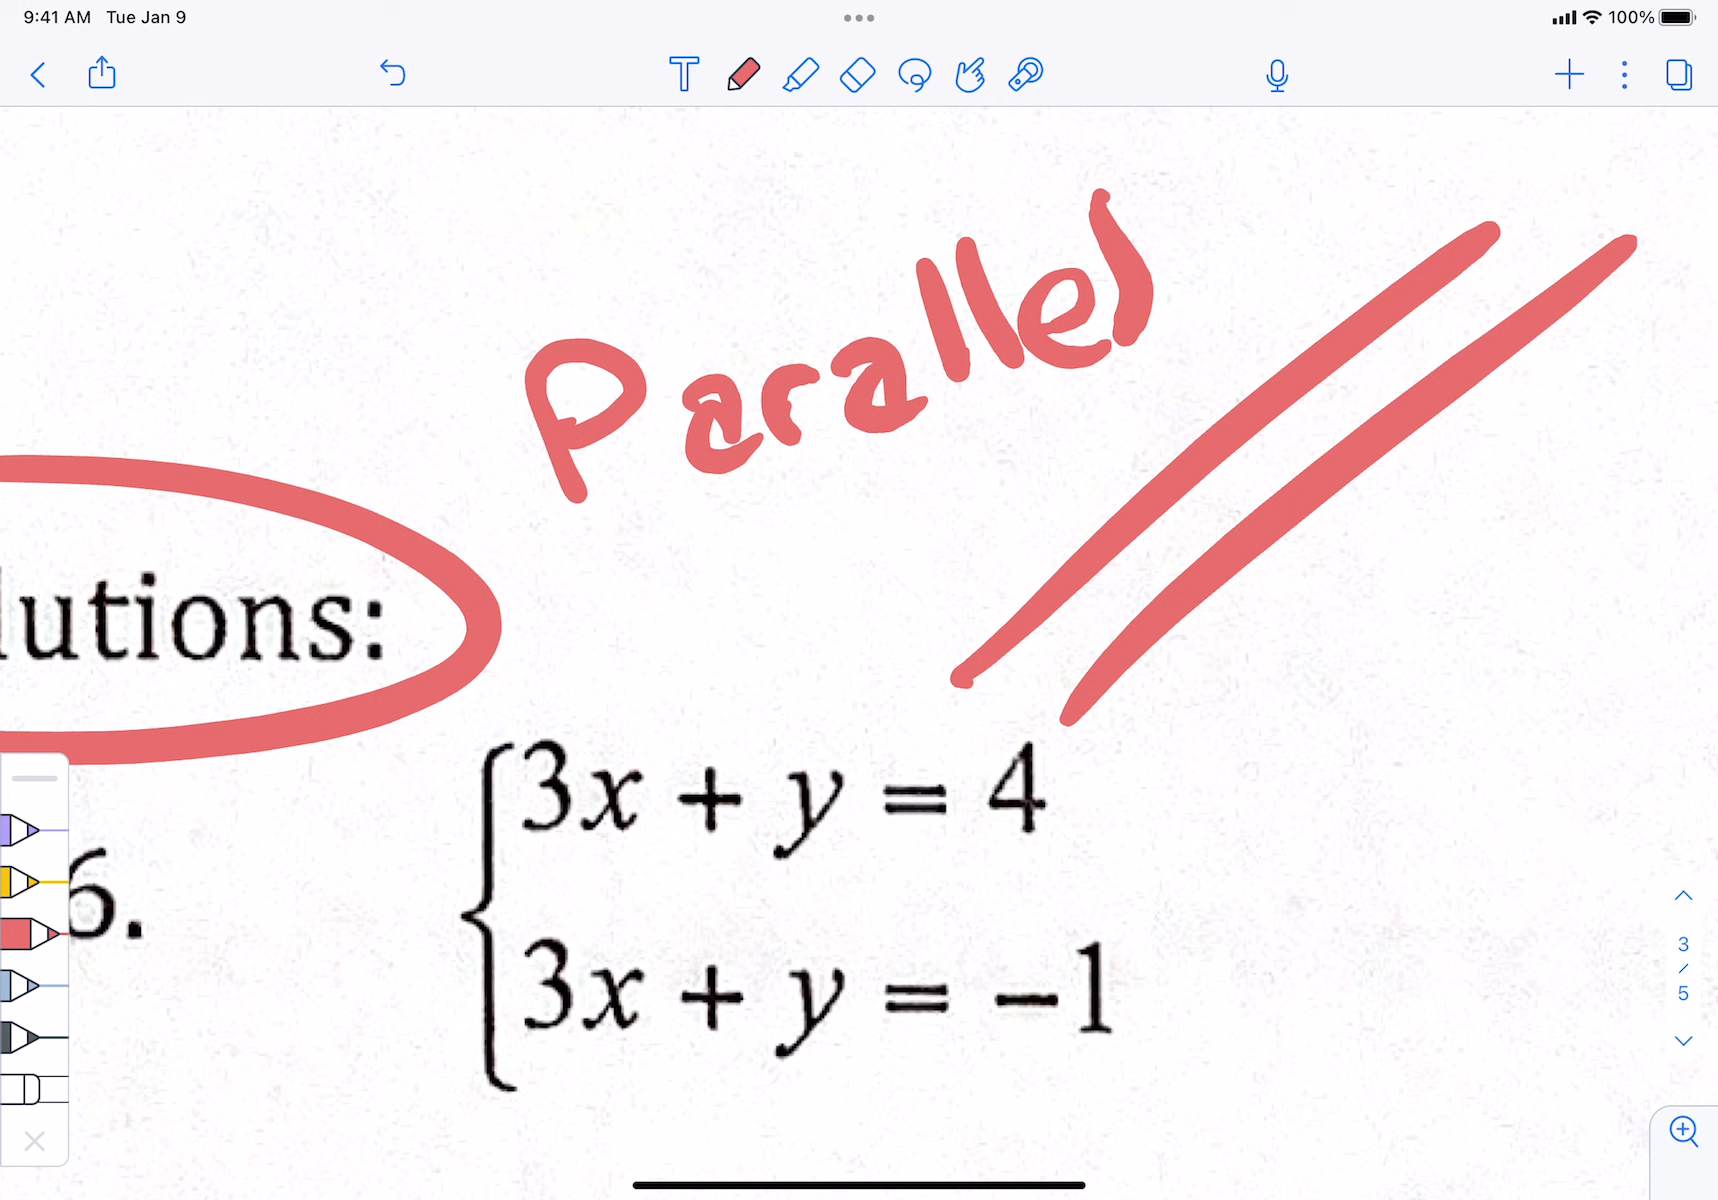 9:41 AM Tue Jan 9
100%
T
Parallel
lutions:
3x + y = 4
6.
3x + y = −1
3
/
5